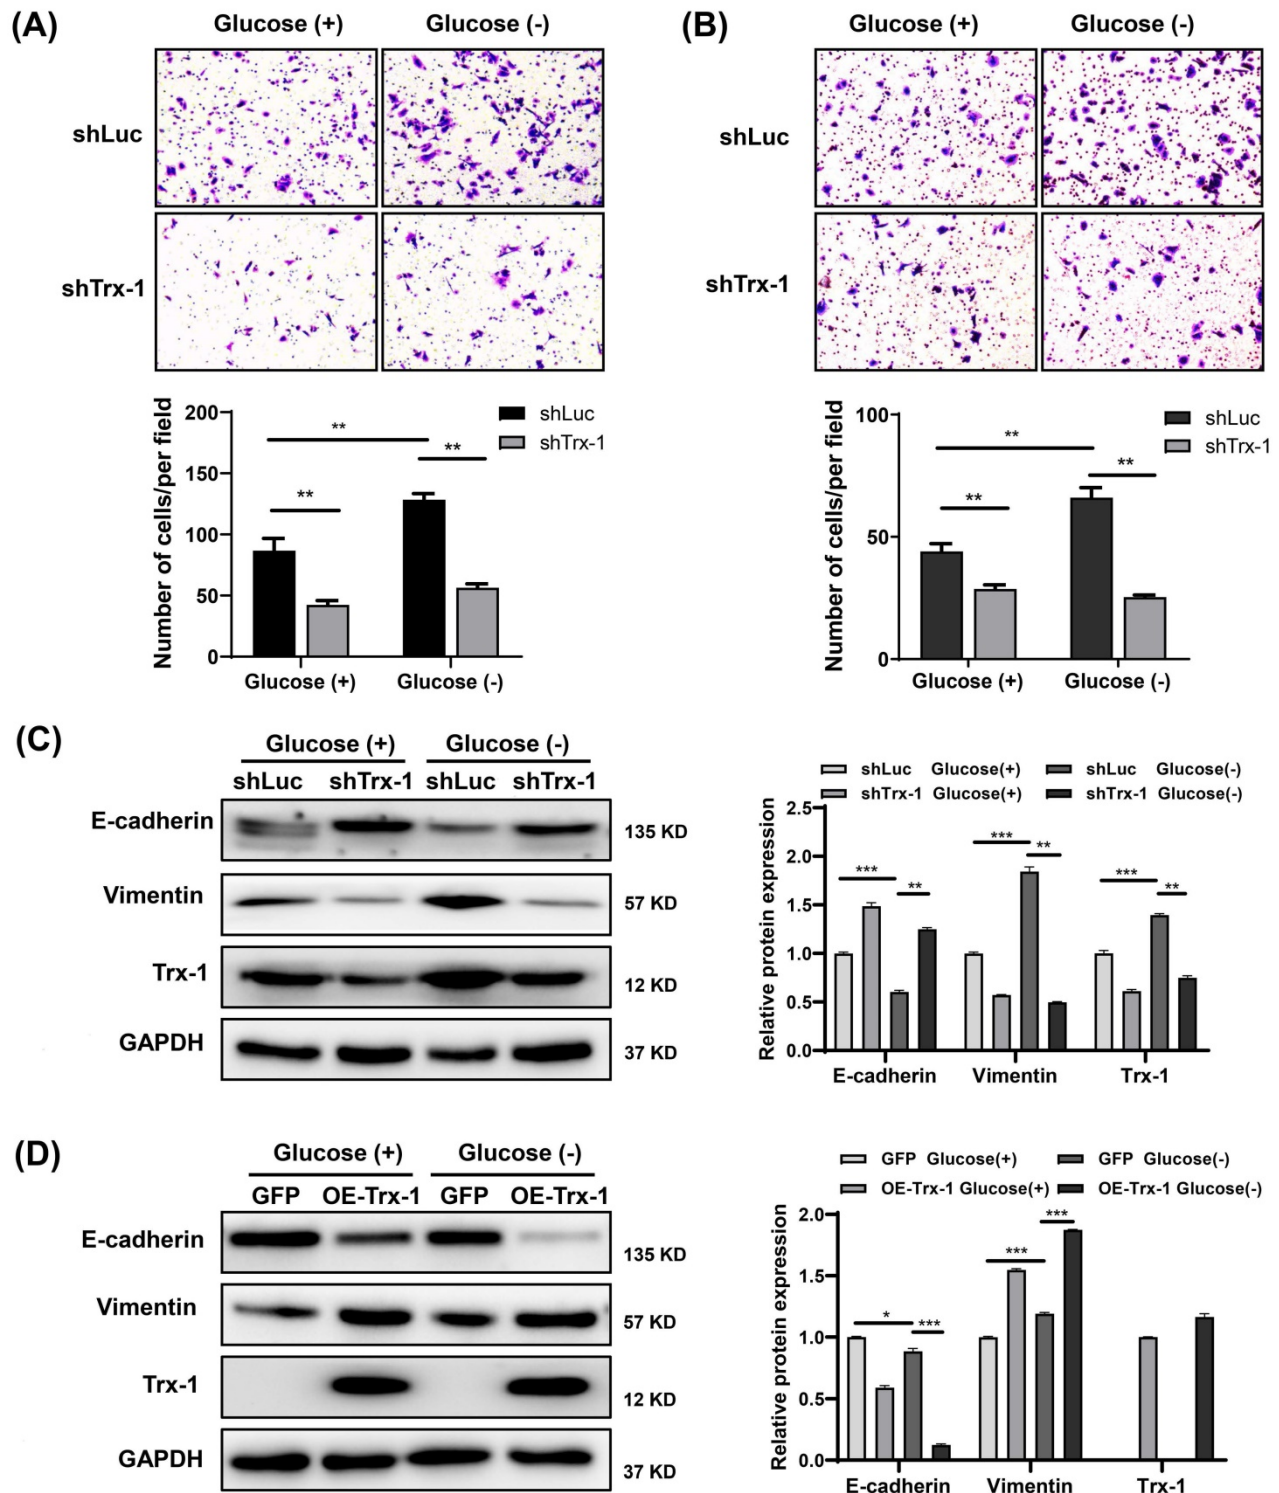 (A)
Glucose (+) Glucose (-)
shLuc
shTrx-1
200
150
100
50
0
Number of cells/per field
** ** **
shLuc
shTrx-1
Glucose (+) Glucose (-)
(B)
Glucose (+) Glucose (-)
shLuc
shTrx-1
100
50
0
Number of cells/per field
** ** **
shLuc
shTrx-1
Glucose (+) Glucose (-)
(C)
Glucose (+) Glucose (-)
shLuc shTrx-1 shLuc shTrx-1
E-cadherin 135 KD
Vimentin 57 KD
Trx-1 12 KD
GAPDH 37 KD
shLuc Glucose(+) shLuc Glucose(-)
shTrx-1 Glucose(+) shTrx-1 Glucose(-)
Relative protein expression
2.5
2.0
1.5
1.0
0.5
0.0
*** ** *** ** *** **
E-cadherin Vimentin Trx-1
(D)
Glucose (+) Glucose (-)
GFP OE-Trx-1 GFP OE-Trx-1
E-cadherin 135 KD
Vimentin 57 KD
Trx-1 12 KD
GAPDH 37 KD
GFP Glucose(+) GFP Glucose(-)
OE-Trx-1 Glucose(+) OE-Trx-1 Glucose(-)
Relative protein expression
2.0
1.5
1.0
0.5
0.0
* *** *** ***
E-cadherin Vimentin Trx-1